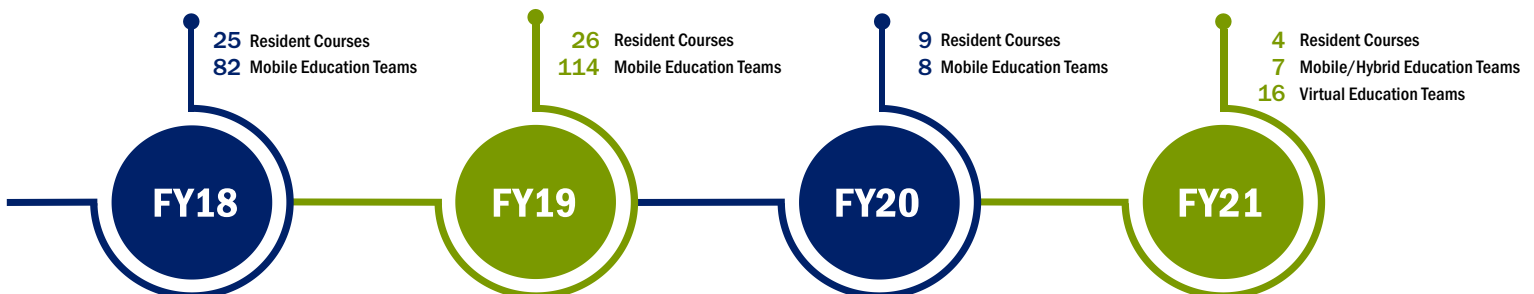 25 Resident Courses
82 Mobile Education Teams
FY18
26 Resident Courses
114 Mobile Education Teams
FY19
9 Resident Courses
8 Mobile Education Teams
FY20
4 Resident Courses
7 Mobile/Hybrid Education Teams
16 Virtual Education Teams
FY21